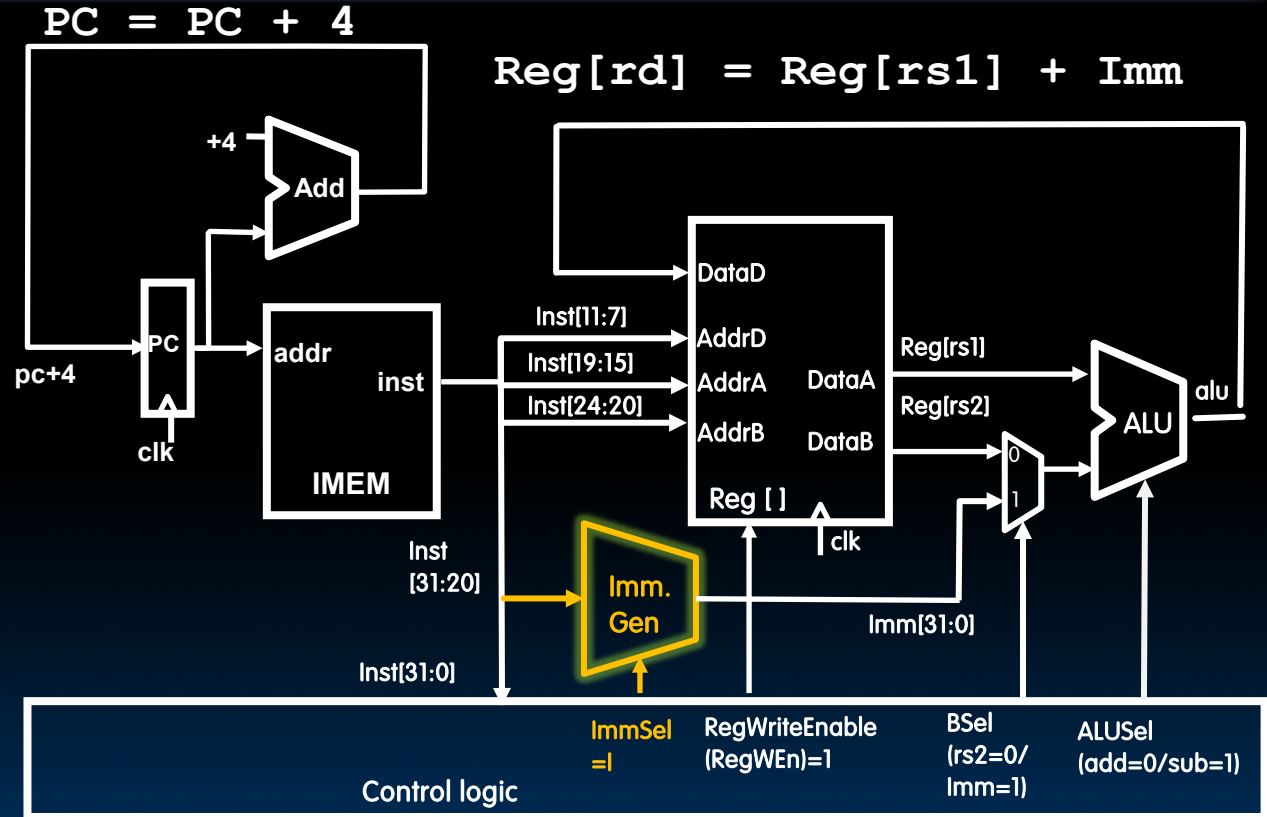 PC = PC + 4
Reg[rd] = Reg[rs1] + Imm
+4
Add
DataD
Inst[11:7]
AddrD
PC
addr
Inst[19:15]
Reg[rs1]
pc+4
inst
AddrA
DataA
alu
Inst[24:20]
Reg[rs2]
AddrB
DataB
ALU
clk
0
IMEM
Reg [ ]
1
clk
Inst
[31:20]
Imm.
Gen
Imm[31:0]
Inst[31:0]
ImmSel
=I
RegWriteEnable
(RegWEn)=1
BSel
(rs2=0/
Imm=1)
ALUSel
(add=0/sub=1)
Control logic